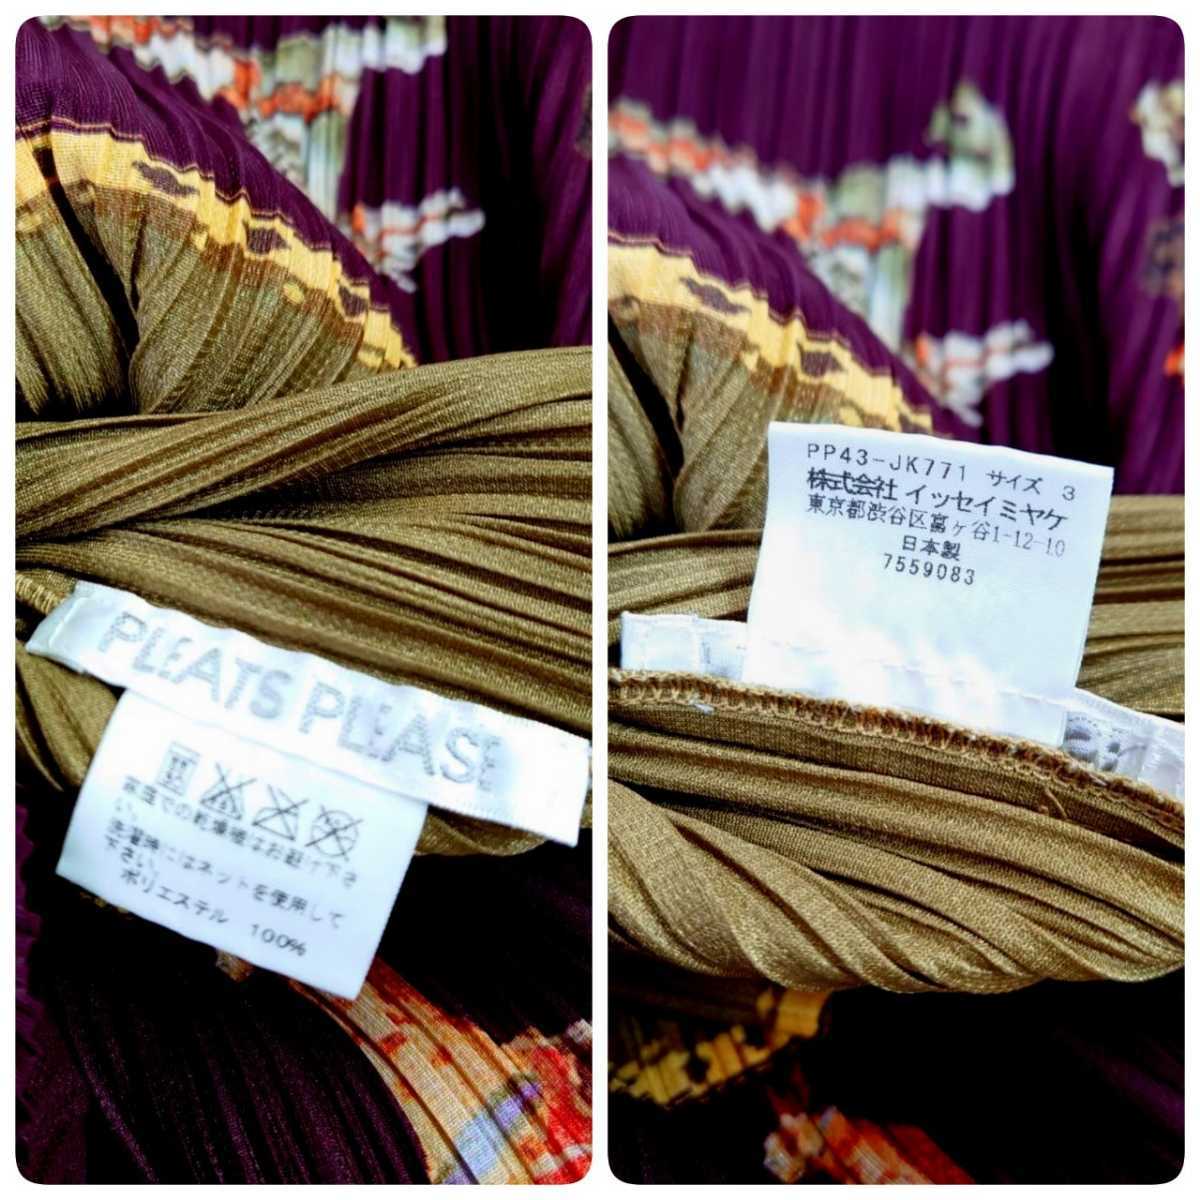 PLEATS PLEASE
家庭での乾燥機はお避け下さ
い。
洗濯時にはネットを使用して
下さい。
ポリエステル 100%
PP43-JK771 サイズ 3
株式会社 イッセイミヤケ
東京都渋谷区富ヶ谷1-12-10
日本製
7559083